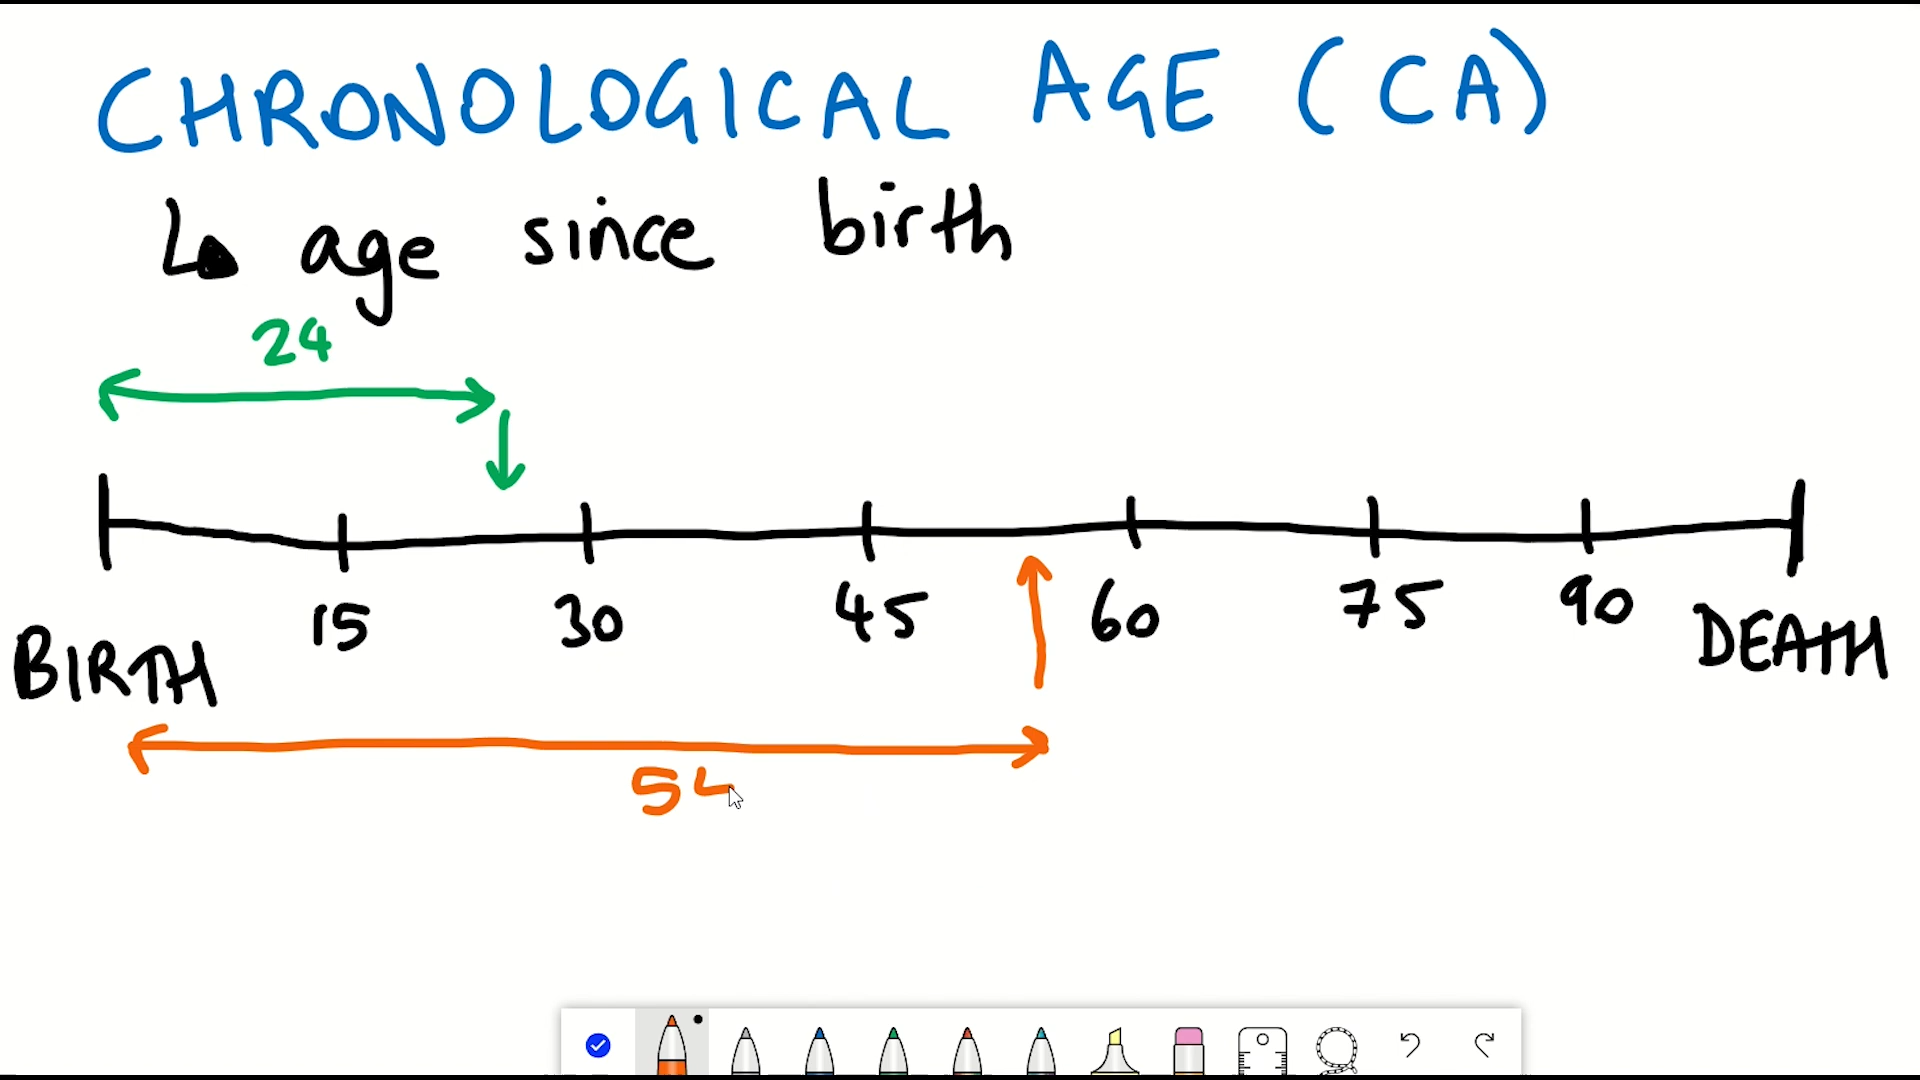 CHRONOLOGICAL AGE (CA)
age since birth
24
15 30 45 60 75 90
BIRTH DEATH
54